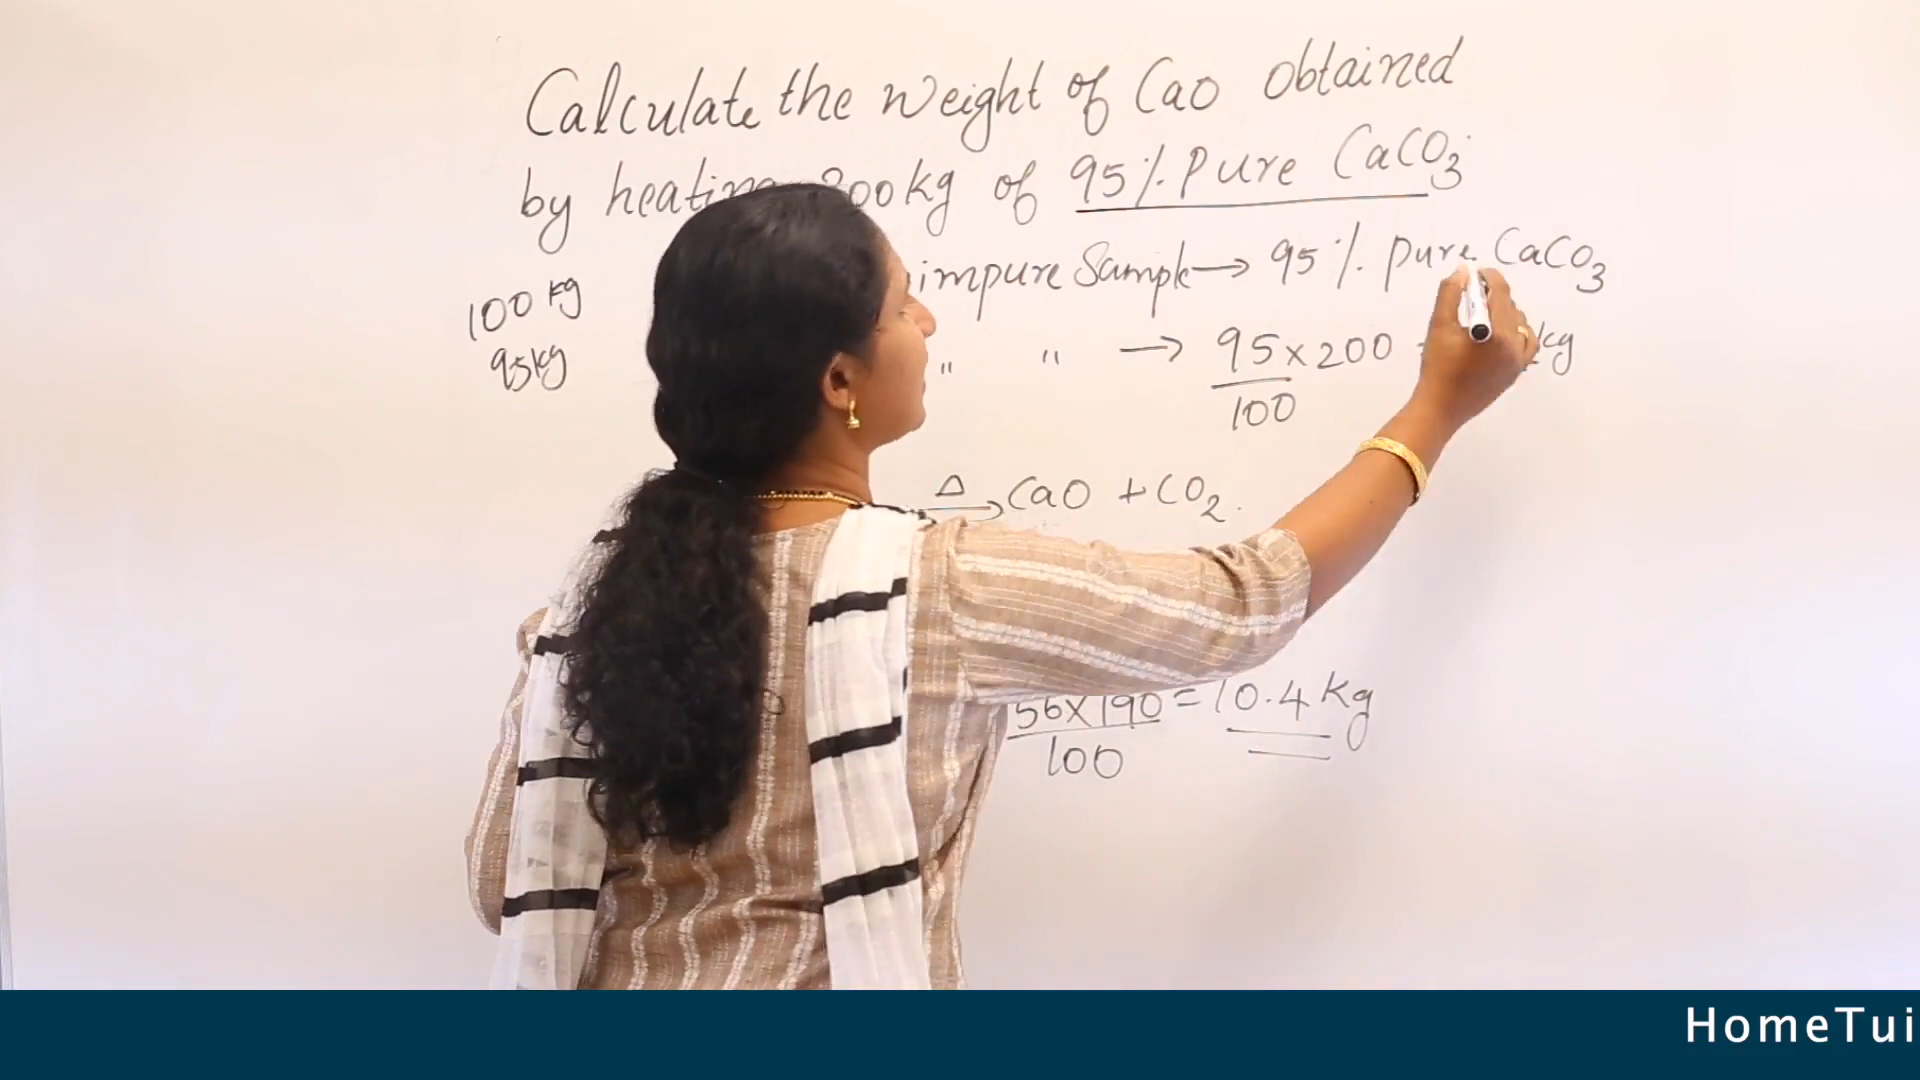 Calculate the weight of CaO obtained
by heating 200kg of 95% Pure CaCO3
100 kg
95kg
impure Sample → 95 % pure CaCO3
" " → 95 x 200 kg
100
Δ → CaO + CO2
56 x 190 = 10.4 Kg
100
HomeTui